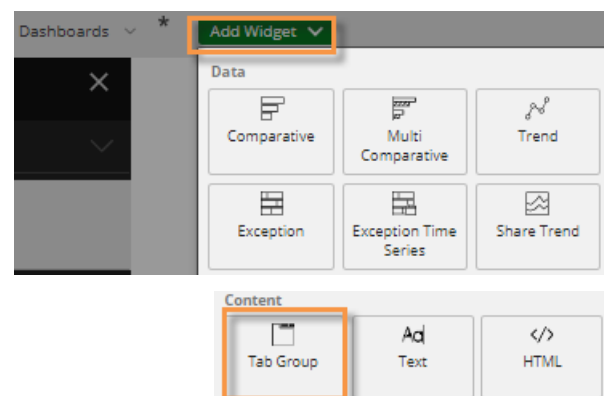 Dashboards * Add Widget
Data
Comparative Multi Comparative Trend
Exception Exception Time Series Share Trend
Content
Ad </>
Tab Group Text HTML